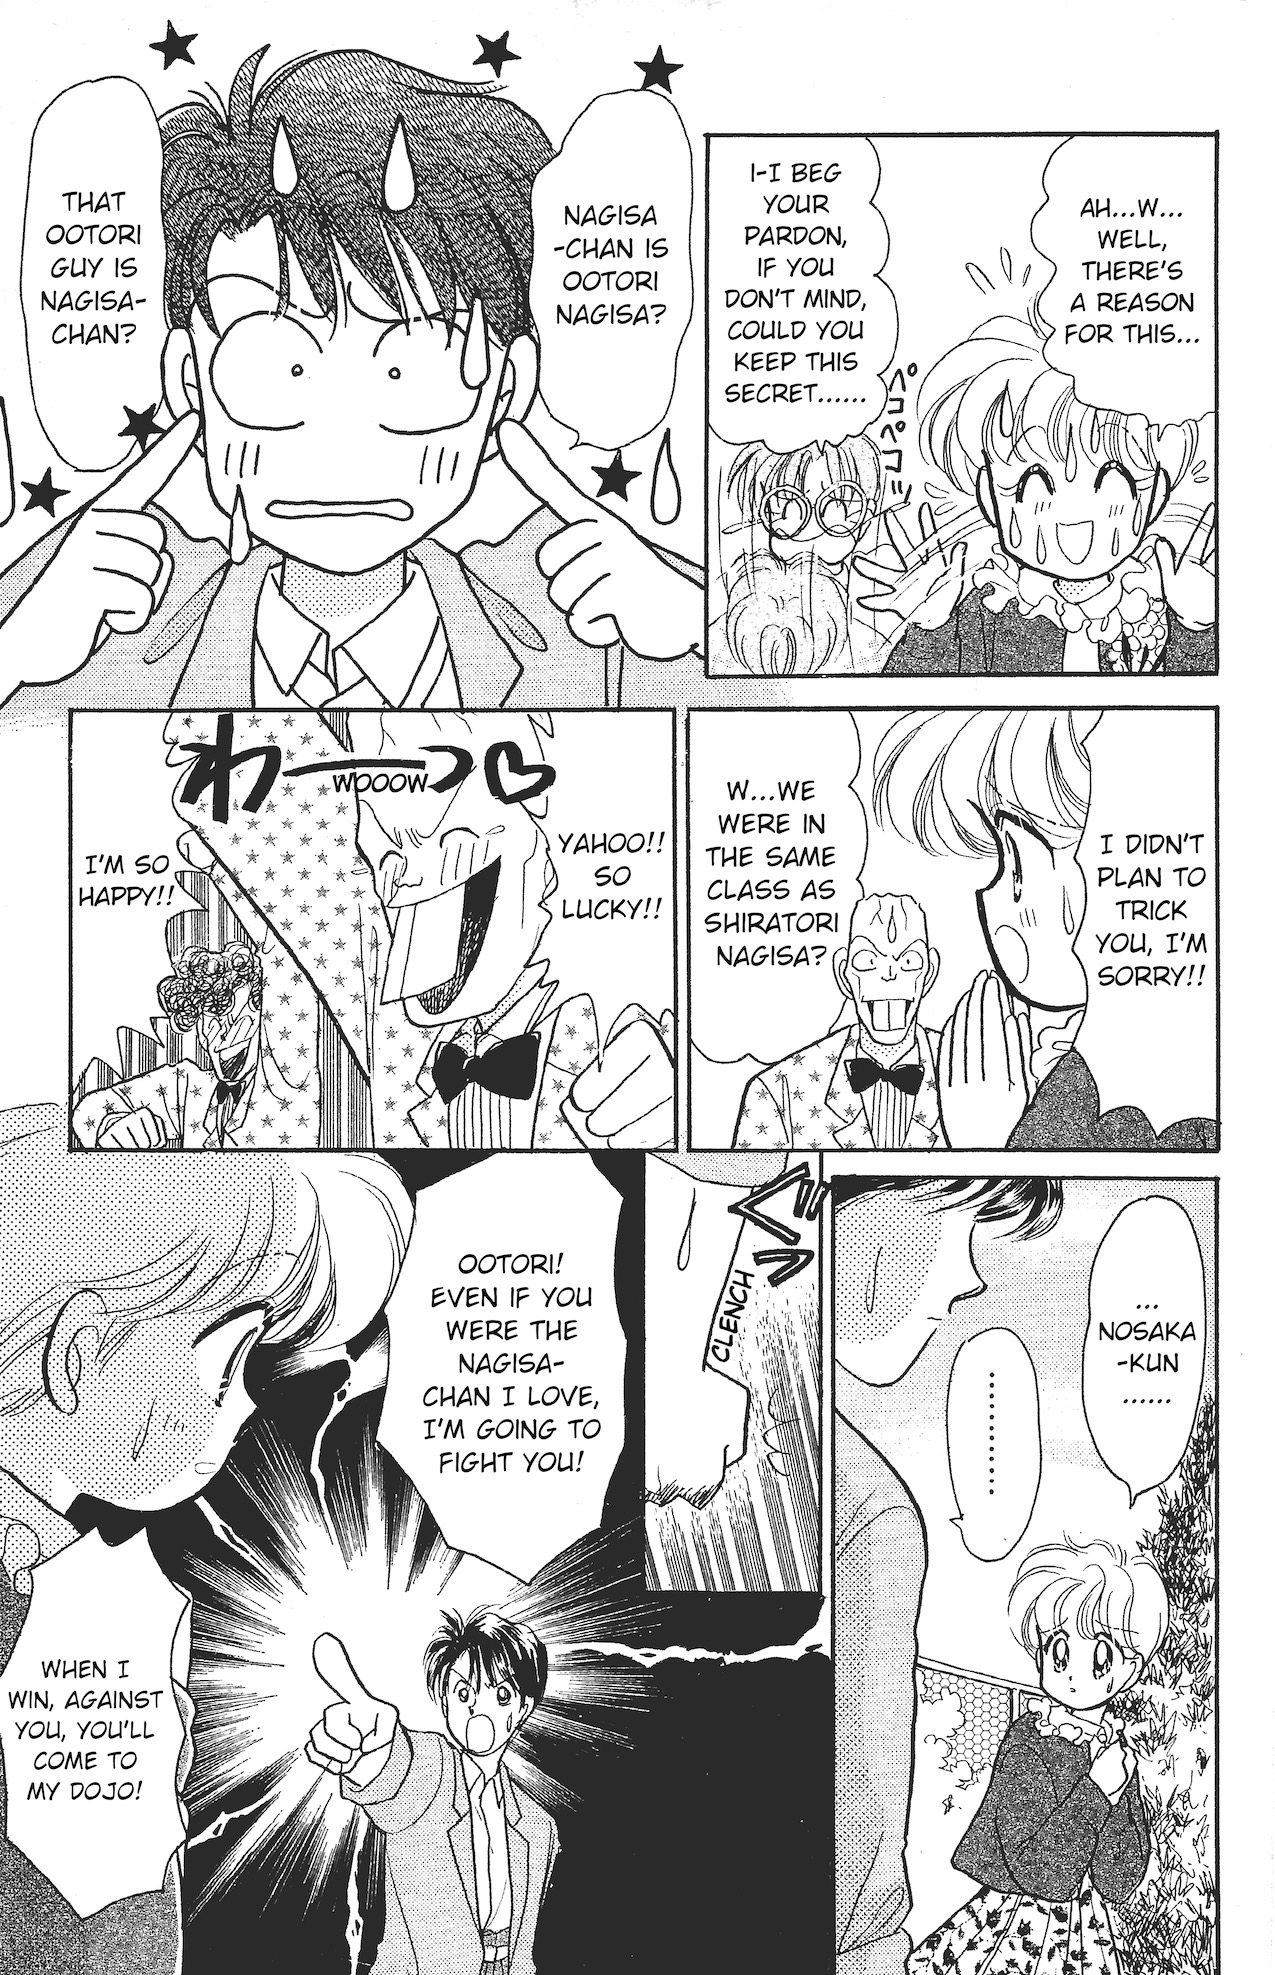 AH...W...
WELL,
THERE'S
A REASON
FOR THIS...
I-I BEG
YOUR
PARDON,
IF YOU
DON'T MIND,
COULD YOU
KEEP THIS
SECRET......
ペコペコ
NAGISA
-CHAN IS
OOTORI
NAGISA?
THAT
OOTORI
GUY IS
NAGISA-
CHAN?
I DIDN'T
PLAN TO
TRICK
YOU, I'M
SORRY!!
W...WE
WERE IN
THE SAME
CLASS AS
SHIRATORI
NAGISA?
わーっ♡
WOOOW
YAHOO!!
SO
LUCKY!!
I'M SO
HAPPY!!
...
NOSAKA
-KUN
......
.........
CLENCH
OOTORI!
EVEN IF YOU
WERE THE
NAGISA-
CHAN I LOVE,
I'M GOING TO
FIGHT YOU!
WHEN I
WIN, AGAINST
YOU, YOU'LL
COME TO
MY DOJO!